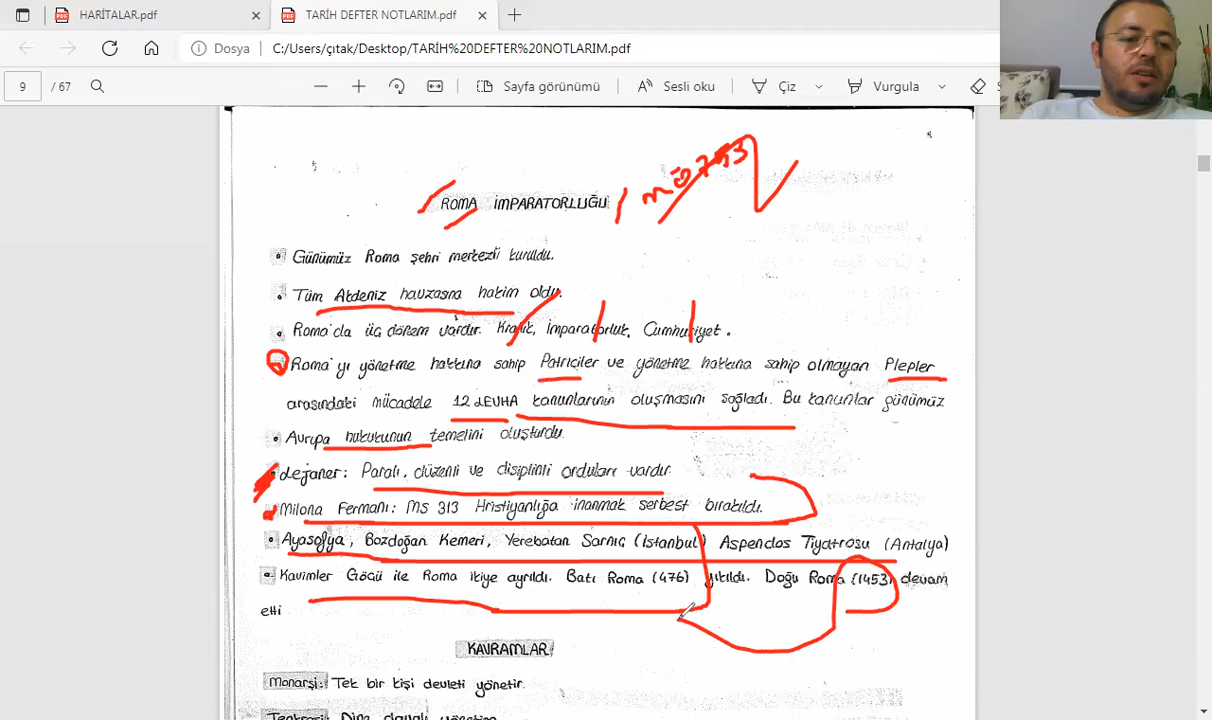 HARİTALAR.pdf
TARİH DEFTER NOTLARIM.pdf
Dosya
C:/Users/çıtak/Desktop/TARİH%20DEFTER%20NOTLARIM.pdf
9 / 67
Sayfa görünümü
Sesli oku
Çiz
Vurgula
MÖ 753
ROMA İMPARATORLUĞU
Günümüz Roma şehri merkezli kuruldu.
Tüm Akdeniz havzasına hakim oldu.
Roma'da üç dönem vardır. Krallık, İmparatorluk, Cumhuriyet.
Roma'yı yönetme hakkına sahip Patriciler ve yönetme hakkına sahip olmayan Plepler
arasındaki mücadele 12 LEVHA kanunlarının oluşmasını sağladı. Bu kanunlar günümüz
Avrupa hukukunun temelini oluşturdu.
Lejaner: Paralı, düzenli ve disiplinli orduları vardır.
Milona Fermanı: MS 313 Hristiyanlığa inanmak serbest bırakıldı.
Ayasofya, Bozdoğan Kemeri, Yerebatan Sarnıç (İstanbul) Aspendos Tiyatrosu (Antalya)
Kavimler Göçü ile Roma ikiye ayrıldı. Batı Roma (476) yıkıldı. Doğu Roma (1453) devam
etti
KAVRAMLAR
Monarşi: Tek bir kişi devleti yönetir.
Teokrasi: Dine dayalı yönetim